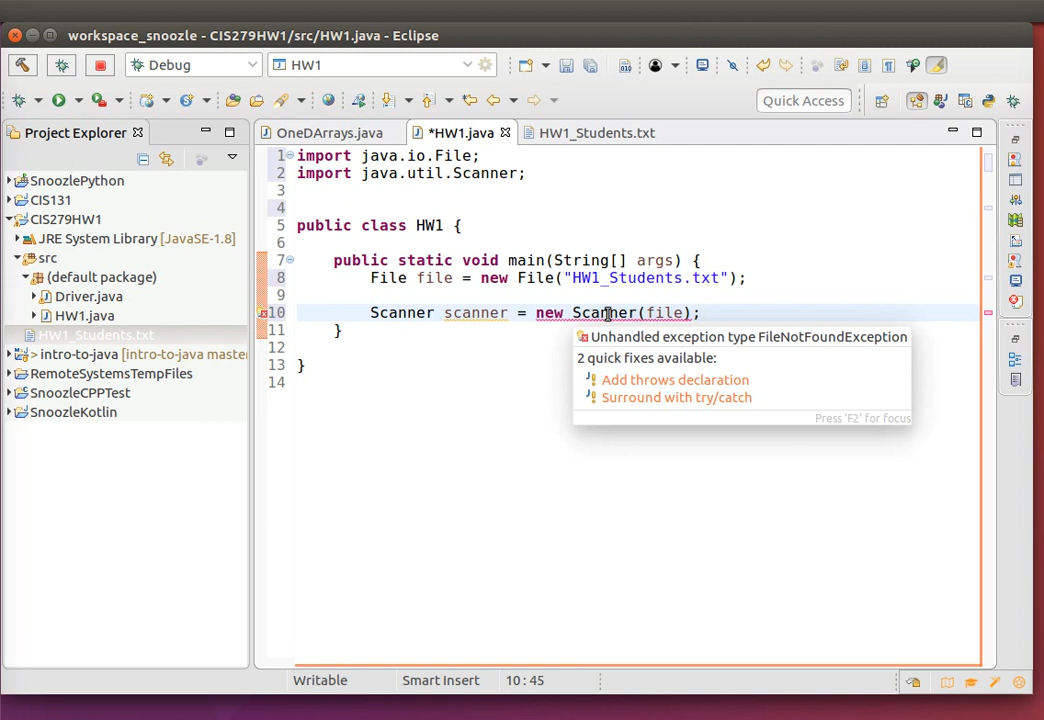 workspace_snoozle - CIS279HW1/src/HW1.java - Eclipse
Debug
HW1
Quick Access
Project Explorer
OneDArrays.java
*HW1.java
HW1_Students.txt
SnoozlePython
CIS131
CIS279HW1
JRE System Library [JavaSE-1.8]
src
(default package)
Driver.java
HW1.java
HW1_Students.txt
> intro-to-java [intro-to-java master
RemoteSystemsTempFiles
SnoozleCPPTest
SnoozleKotlin
1 import java.io.File;
2 import java.util.Scanner;
3
4
5 public class HW1 {
6
7 public static void main(String[] args) {
8 File file = new File("HW1_Students.txt");
9
10 Scanner scanner = new Scanner(file);
11 }
12
13 }
14
Unhandled exception type FileNotFoundException
2 quick fixes available:
Add throws declaration
Surround with try/catch
Press 'F2' for focus
Writable
Smart Insert
10:45